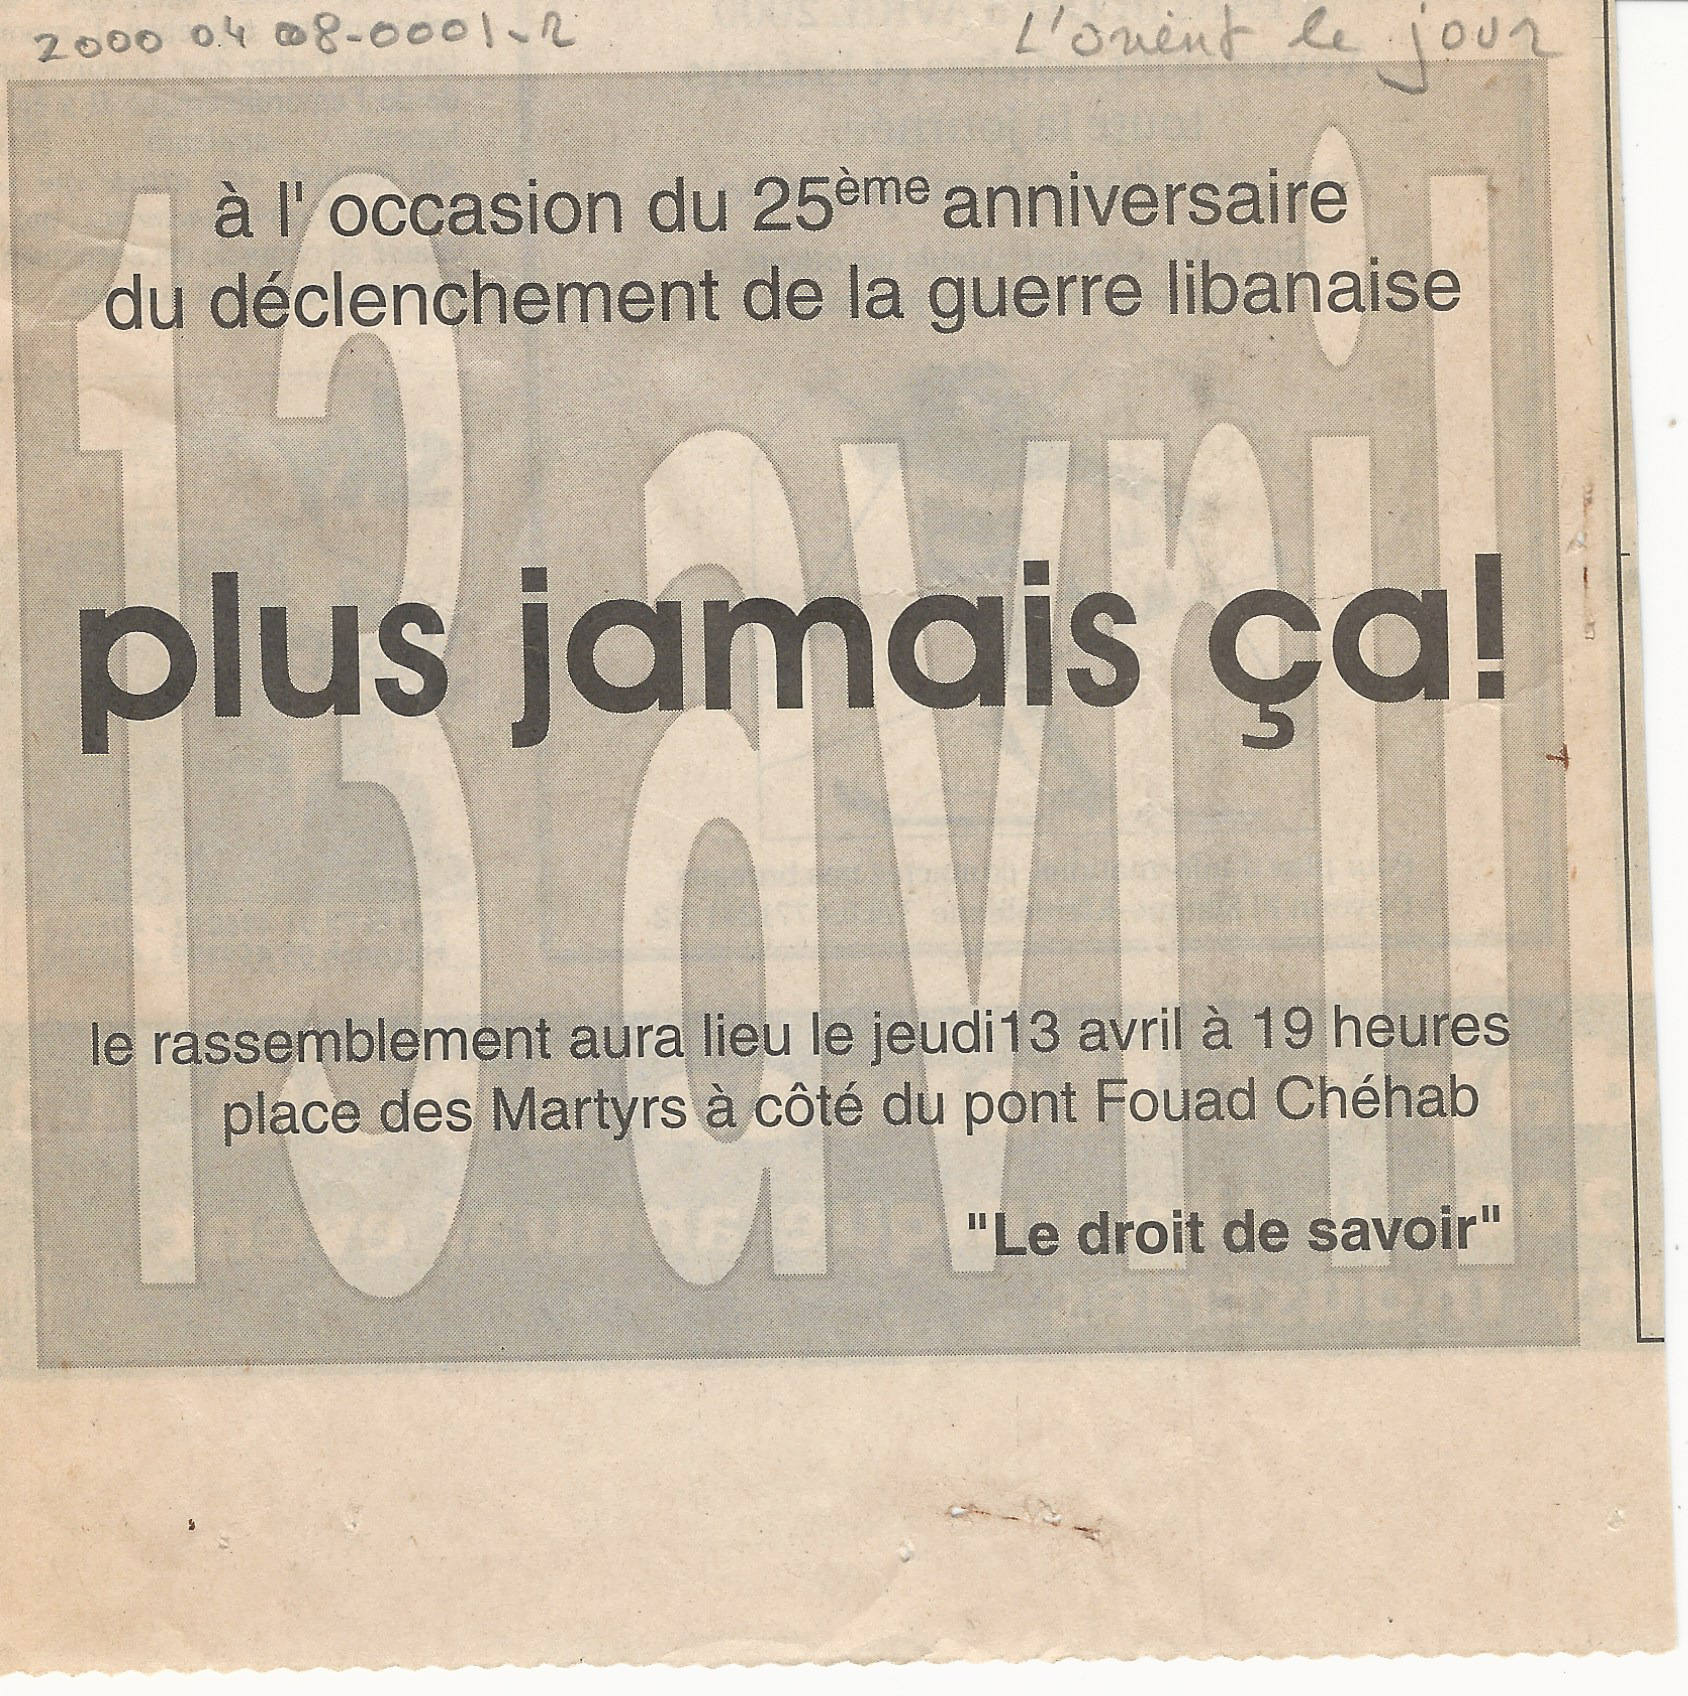 2000 04 08-0001-2
L'orient le jour
à l' occasion du 25ème anniversaire
du déclenchement de la guerre libanaise
13 avril
plus jamais ça!
le rassemblement aura lieu le jeudi13 avril à 19 heures
place des Martyrs à côté du pont Fouad Chéhab
"Le droit de savoir"